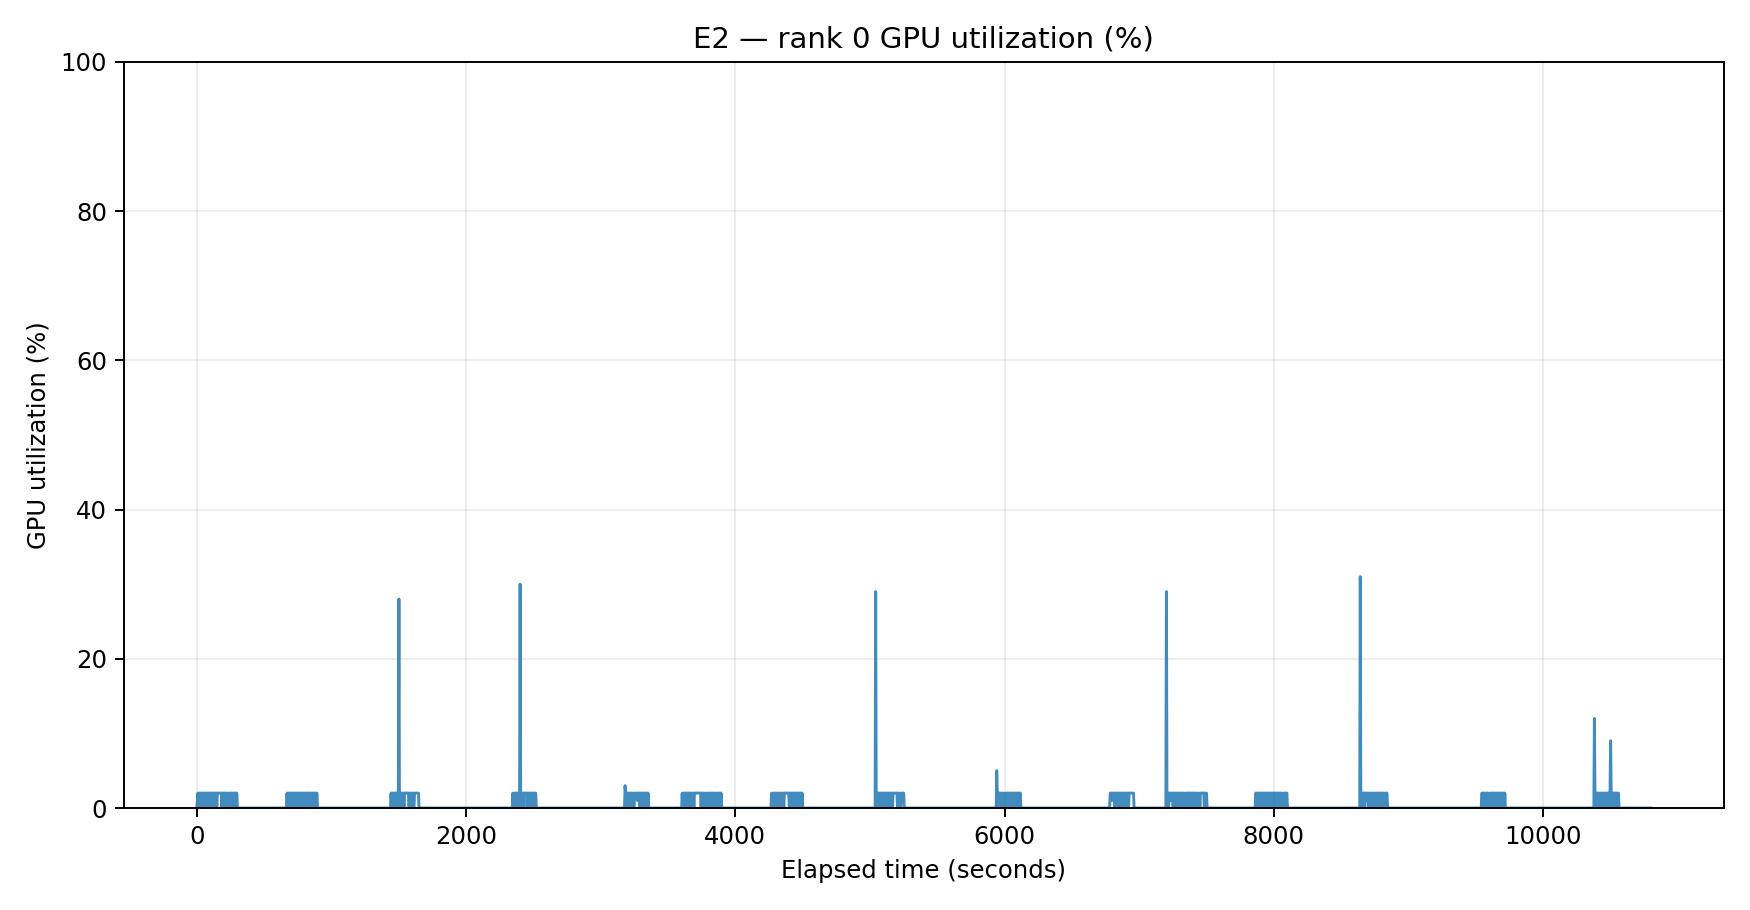 E2 — rank 0 GPU utilization (%)
100
80
60
40
20
0
GPU utilization (%)
0 2000 4000 6000 8000 10000
Elapsed time (seconds)